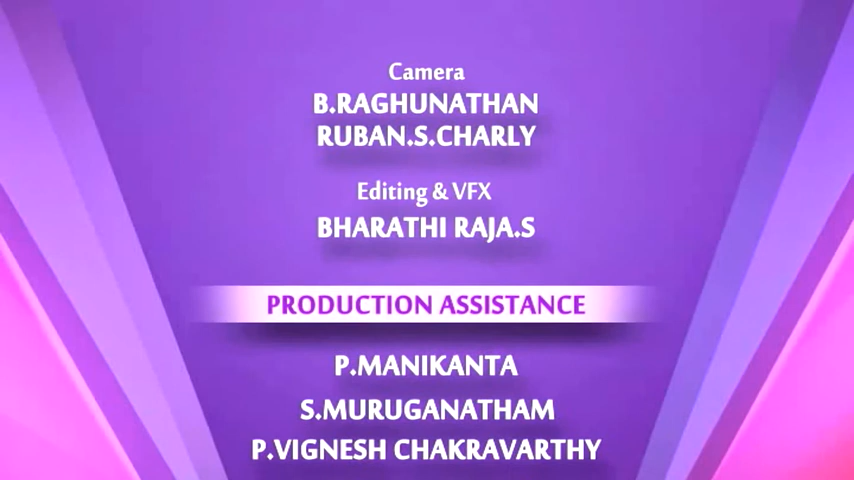 Camera
B.RAGHUNATHAN
RUBAN.S.CHARLY
Editing & VFX
BHARATHI RAJA.S
PRODUCTION ASSISTANCE
P.MANIKANTA
S.MURUGANATHAM
P.VIGNESH CHAKRAVARTHY